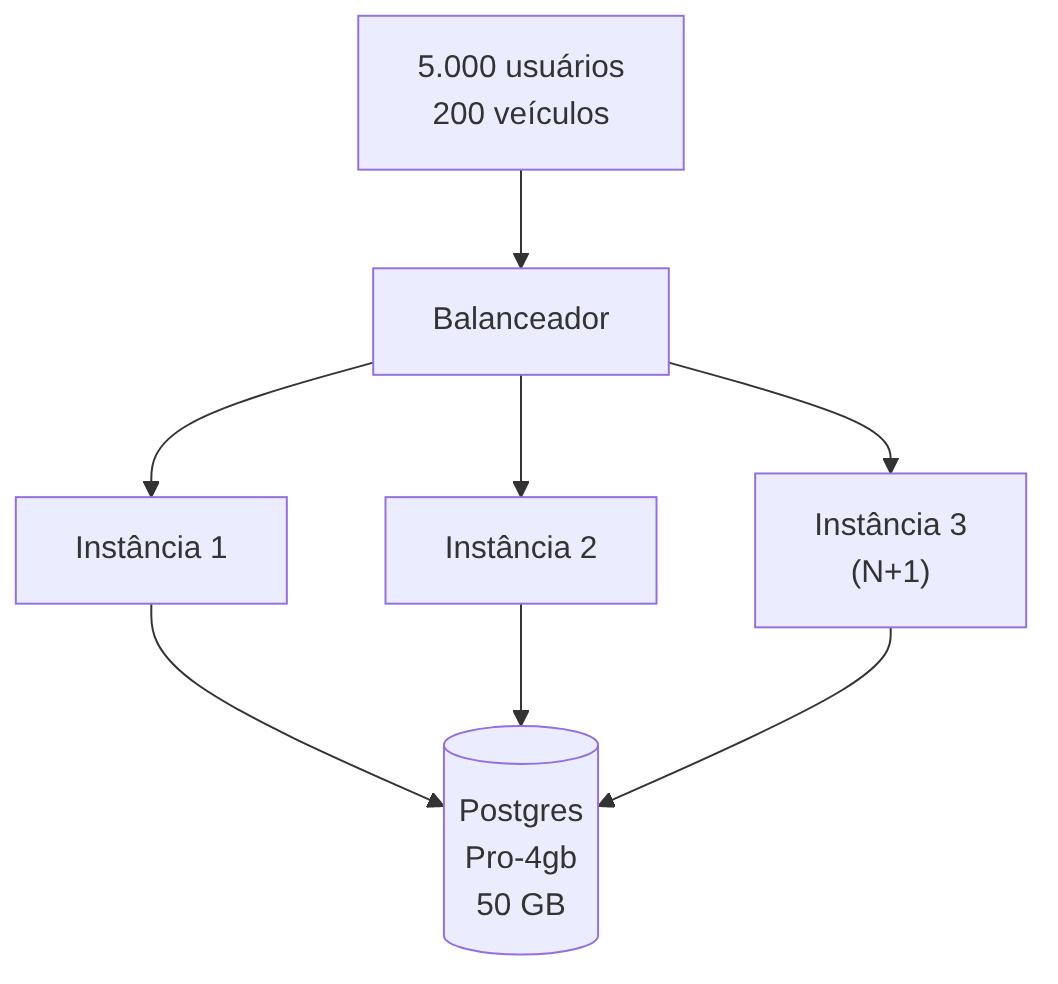 5.000 usuários
200 veículos
Balanceador
Instância 1
Instância 2
Instância 3
(N+1)
Postgres
Pro-4gb
50 GB